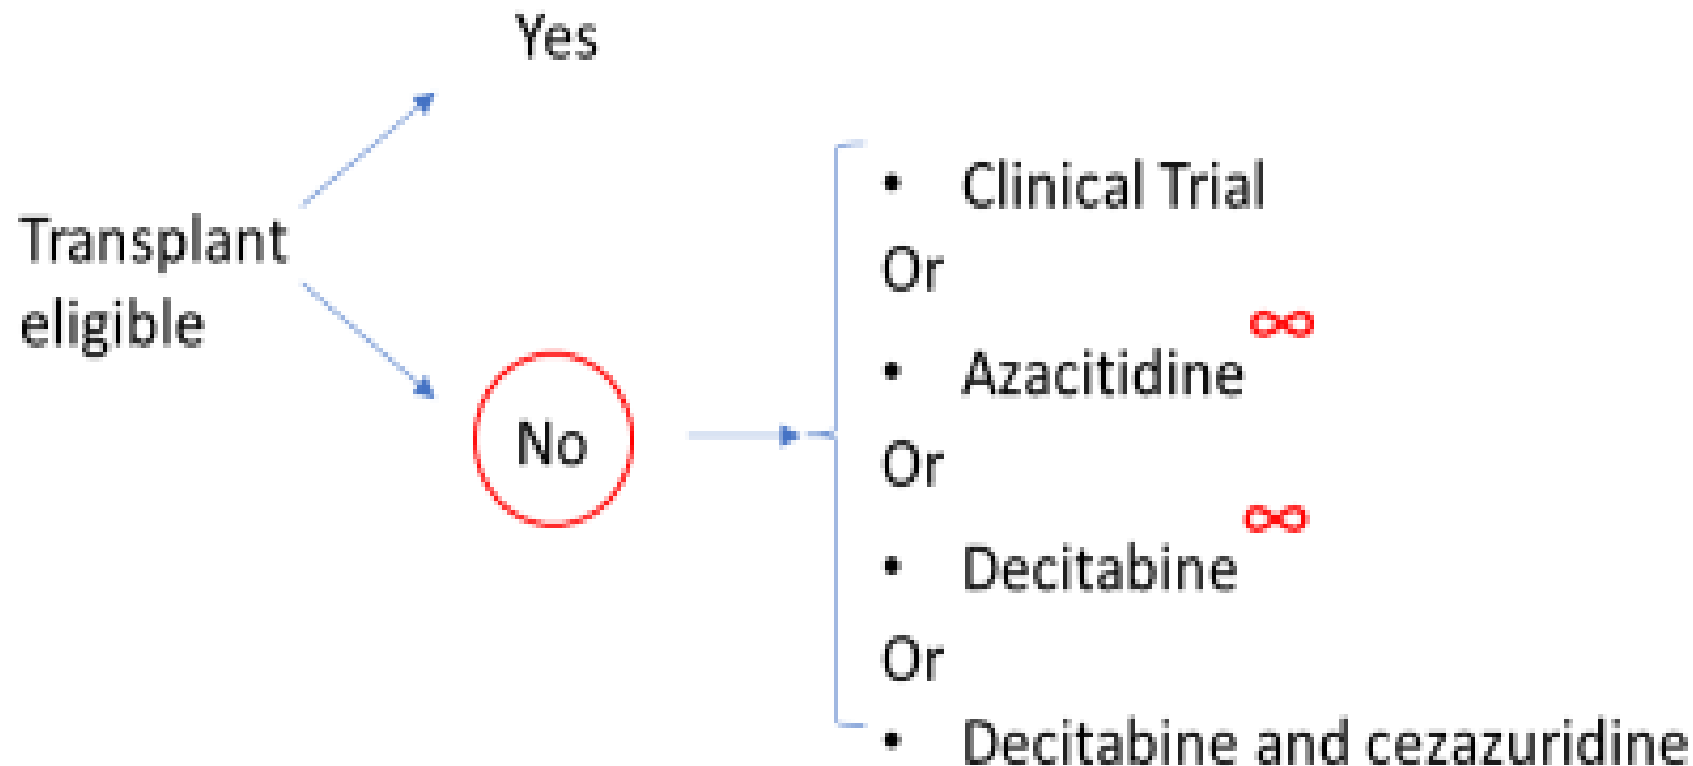 Yes
Transplant
eligible
No
• Clinical Trial
Or
• Azacitidine ∞
Or
• Decitabine ∞
Or
• Decitabine and cezazuridine